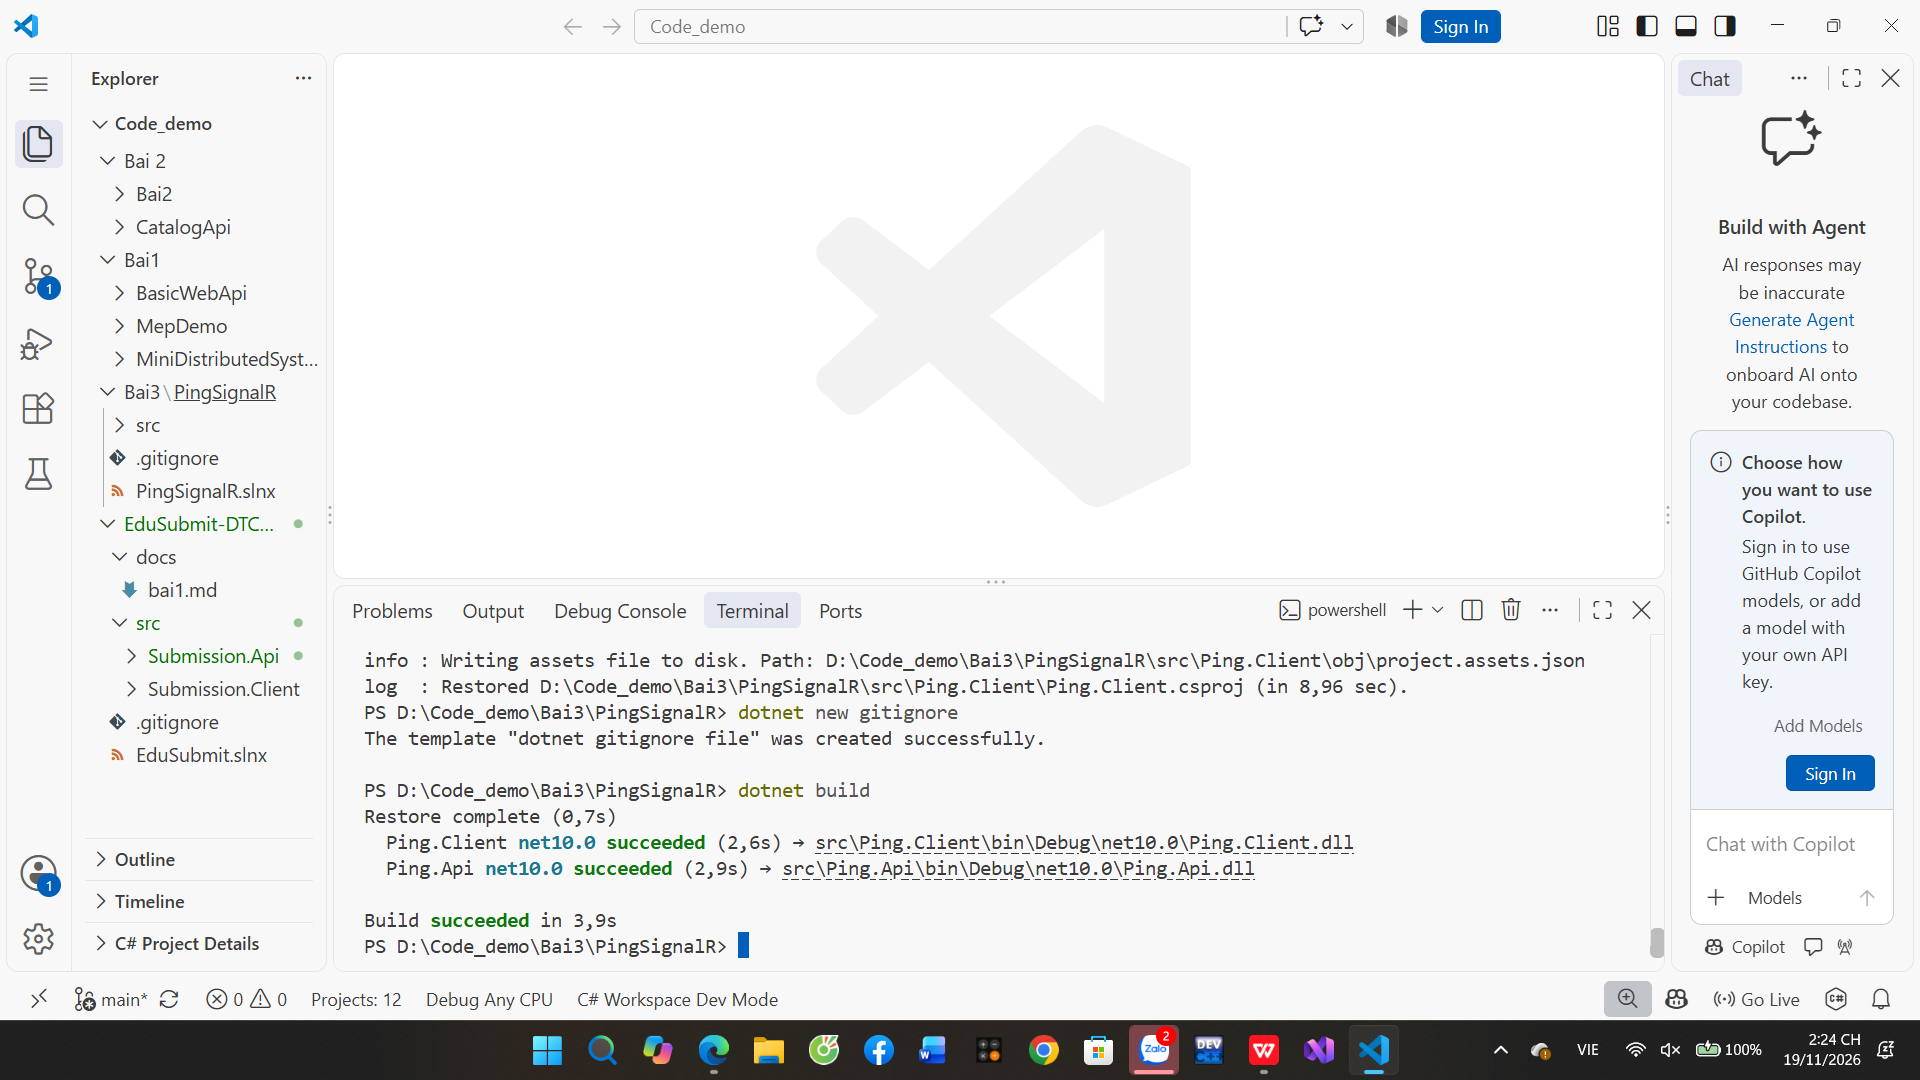 Code_demo
Sign In
Explorer
Code_demo
Bai 2
Bai2
CatalogApi
Bai1
BasicWebApi
MepDemo
MiniDistributedSyst...
Bai3\PingSignalR
src
.gitignore
PingSignalR.slnx
EduSubmit-DTC...
docs
bai1.md
src
Submission.Api
Submission.Client
.gitignore
EduSubmit.slnx
Outline
Timeline
C# Project Details
1
1
Problems Output Debug Console Terminal Ports
powershell
info : Writing assets file to disk. Path: D:\Code_demo\Bai3\PingSignalR\src\Ping.Client\obj\project.assets.json
log  : Restored D:\Code_demo\Bai3\PingSignalR\src\Ping.Client\Ping.Client.csproj (in 8,96 sec).
PS D:\Code_demo\Bai3\PingSignalR> dotnet new gitignore
The template "dotnet gitignore file" was created successfully.
PS D:\Code_demo\Bai3\PingSignalR> dotnet build
Restore complete (0,7s)
Ping.Client net10.0 succeeded (2,6s) → src\Ping.Client\bin\Debug\net10.0\Ping.Client.dll
Ping.Api net10.0 succeeded (2,9s) → src\Ping.Api\bin\Debug\net10.0\Ping.Api.dll
Build succeeded in 3,9s
PS D:\Code_demo\Bai3\PingSignalR>
Chat
Build with Agent
AI responses may
be inaccurate
Generate Agent
Instructions to
onboard AI onto
your codebase.
Choose how
you want to use
Copilot.
Sign in to use
GitHub Copilot
models, or add
a model with
your own API
key.
Add Models
Sign In
Chat with Copilot
Models
Copilot
main* 0 0 Projects: 12 Debug Any CPU C# Workspace Dev Mode
Go Live
W
Zalo 2
DEV
C++
W
VIE
100%
2:24 CH
19/11/2026